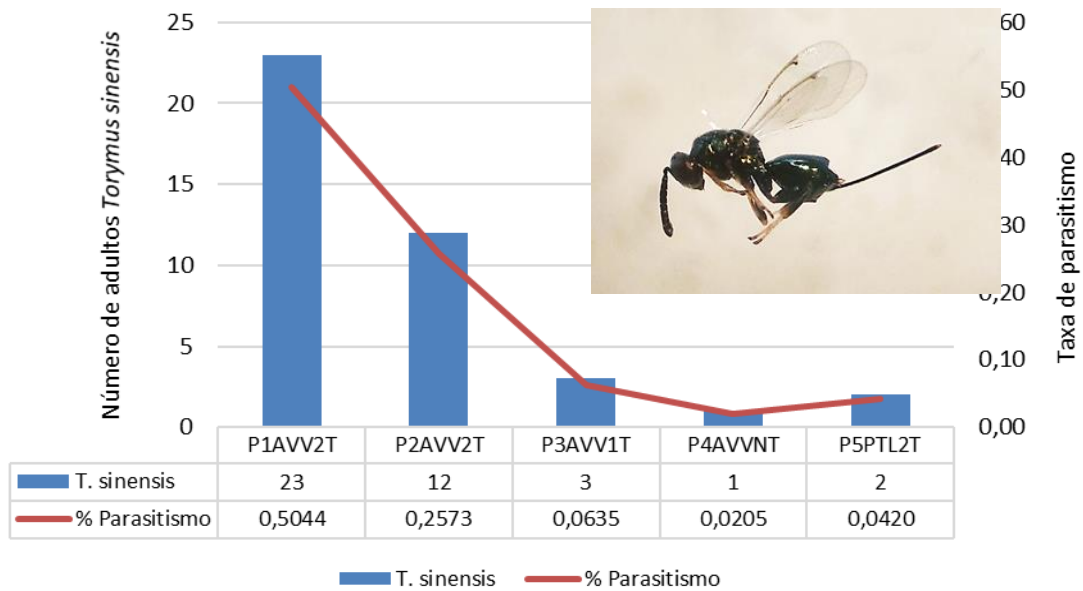 Número de adultos Torymus sinensis
25
20
15
10
5
0
60
50
40
30
20
0,10
0,00
Taxa de parasitismo
P1AVV2T P2AVV2T P3AVV1T P4AVVNT P5PTL2T
T. sinensis 23 12 3 1 2
% Parasitismo 0,5044 0,2573 0,0635 0,0205 0,0420
T. sinensis % Parasitismo